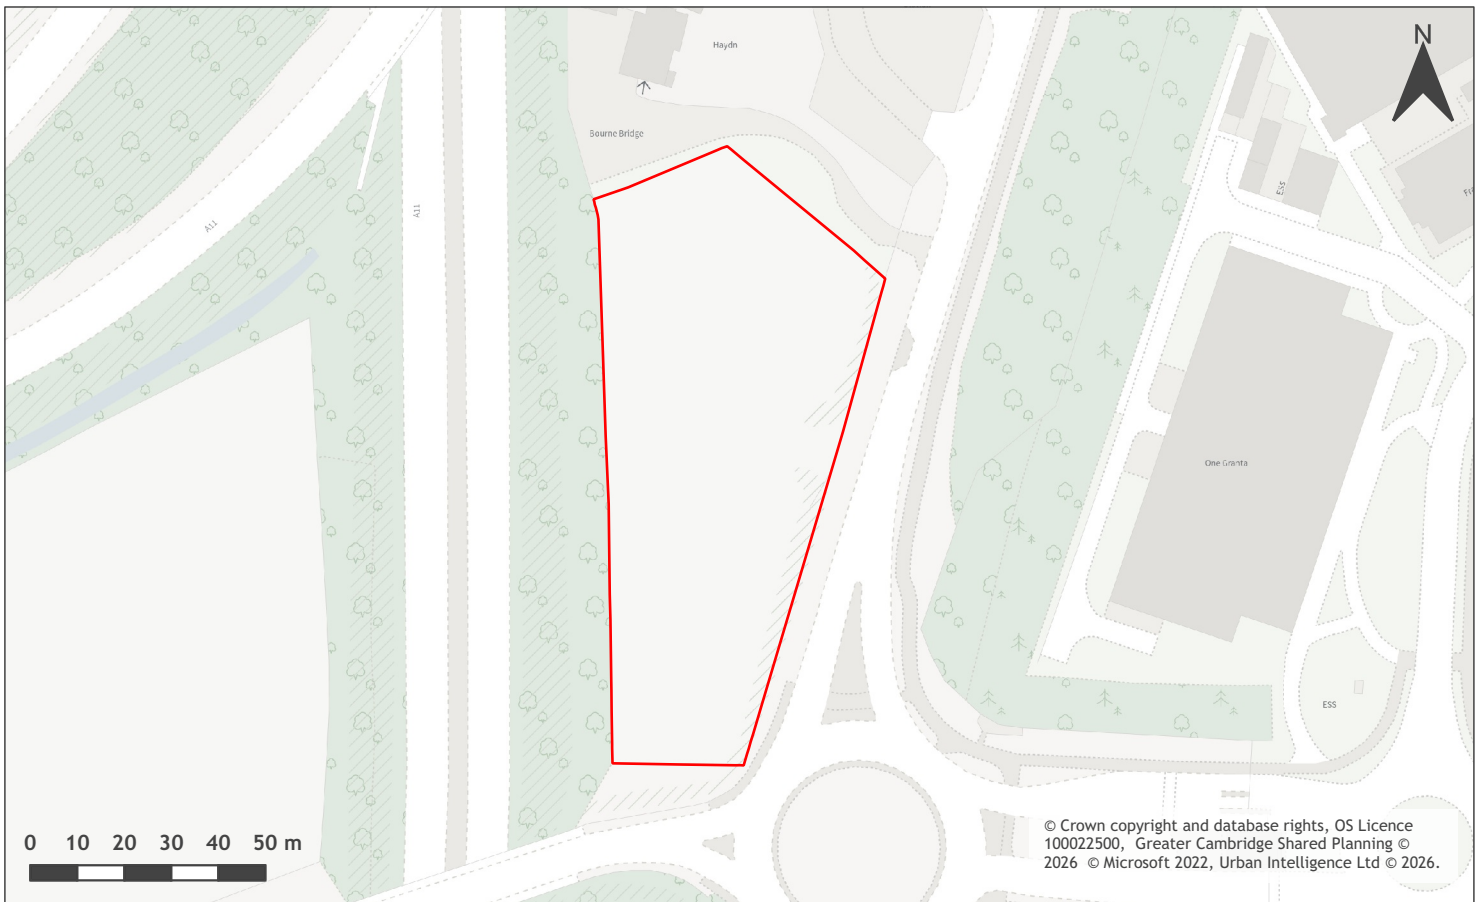 N
Haydn
Bourne Bridge
ESS
A11
A11
One Granta
ESS
0 10 20 30 40 50 m
© Crown copyright and database rights, OS Licence
100022500, Greater Cambridge Shared Planning ©
2026 © Microsoft 2022, Urban Intelligence Ltd © 2026.